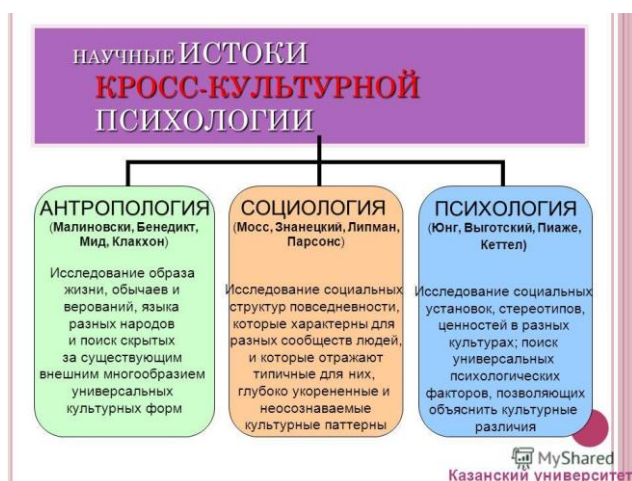 НАУЧНЫЕ ИСТОКИ
КРОСС-КУЛЬТУРНОЙ
ПСИХОЛОГИИ
АНТРОПОЛОГИЯ
(Малиновски, Бенедикт,
Мид, Клакхон)
Исследование образа
жизни, обычаев и
верований, языка
разных народов
и поиск скрытых
за существующим
внешним многообразием
универсальных
культурных форм
СОЦИОЛОГИЯ
(Мосс, Знанецкий, Липман,
Парсонс)
Исследование социальных
структур повседневности,
которые характерны для
разных сообществ людей,
и которые отражают
типичные для них,
глубоко укорененные и
неосознаваемые
культурные паттерны
ПСИХОЛОГИЯ
(Юнг, Выготский, Пиаже,
Кеттел)
Исследование социальных
установок, стереотипов,
ценностей в разных
культурах; поиск
универсальных
психологических
факторов, позволяющих
объяснить культурные
различия
MyShared
Казанский университет